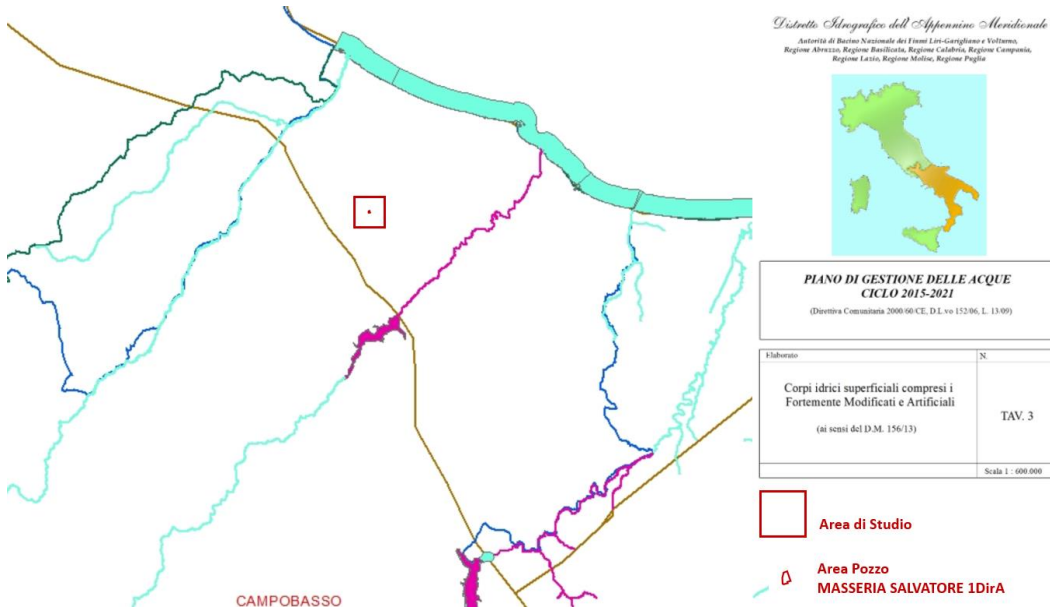 Distretto Idrografico dell'Appennino Meridionale
Autorità di Bacino Nazionale dei Fiumi Liri-Garigliano e Volturno,
Regione Abruzzo, Regione Basilicata, Regione Calabria, Regione Campania,
Regione Lazio, Regione Molise, Regione Puglia
PIANO DI GESTIONE DELLE ACQUE
CICLO 2015-2021
(Direttiva Comunitaria 2000/60/CE, D.L.vo 152/06, L. 13/09)
Elaborato
N.
Corpi idrici superficiali compresi i
Fortemente Modificati e Artificiali
(ai sensi del D.M. 156/13)
TAV. 3
Scala 1 : 600.000
Area di Studio
Area Pozzo
MASSERIA SALVATORE 1DirA
CAMPOBASSO